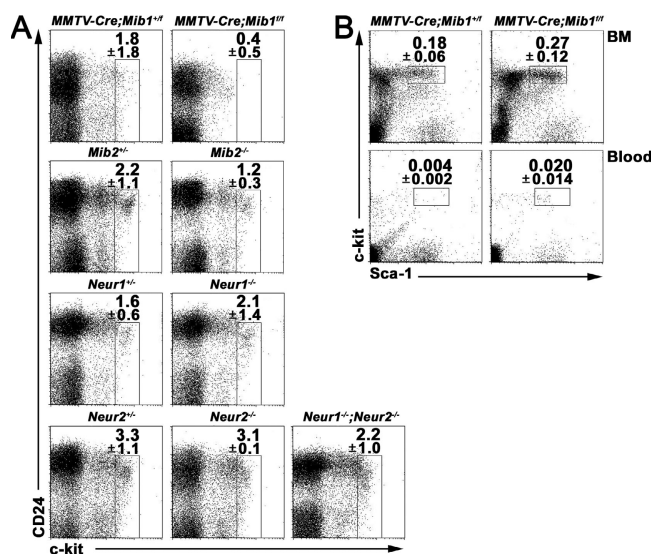 A
MMTV-Cre;Mib1+/f
MMTV-Cre;Mib1f/f
1.8
±1.8
0.4
±0.5
Mib2+/-
Mib2-/-
2.2
±1.1
1.2
±0.3
Neur1+/-
Neur1-/-
1.6
±0.6
2.1
±1.4
Neur2+/-
Neur2-/-
Neur1-/-;Neur2-/-
3.3
±1.1
3.1
±0.1
2.2
±1.0
CD24
c-kit
B
MMTV-Cre;Mib1+/f
MMTV-Cre;Mib1f/f
BM
0.18
±0.06
0.27
±0.12
Blood
0.004
±0.002
0.020
±0.014
c-kit
Sca-1